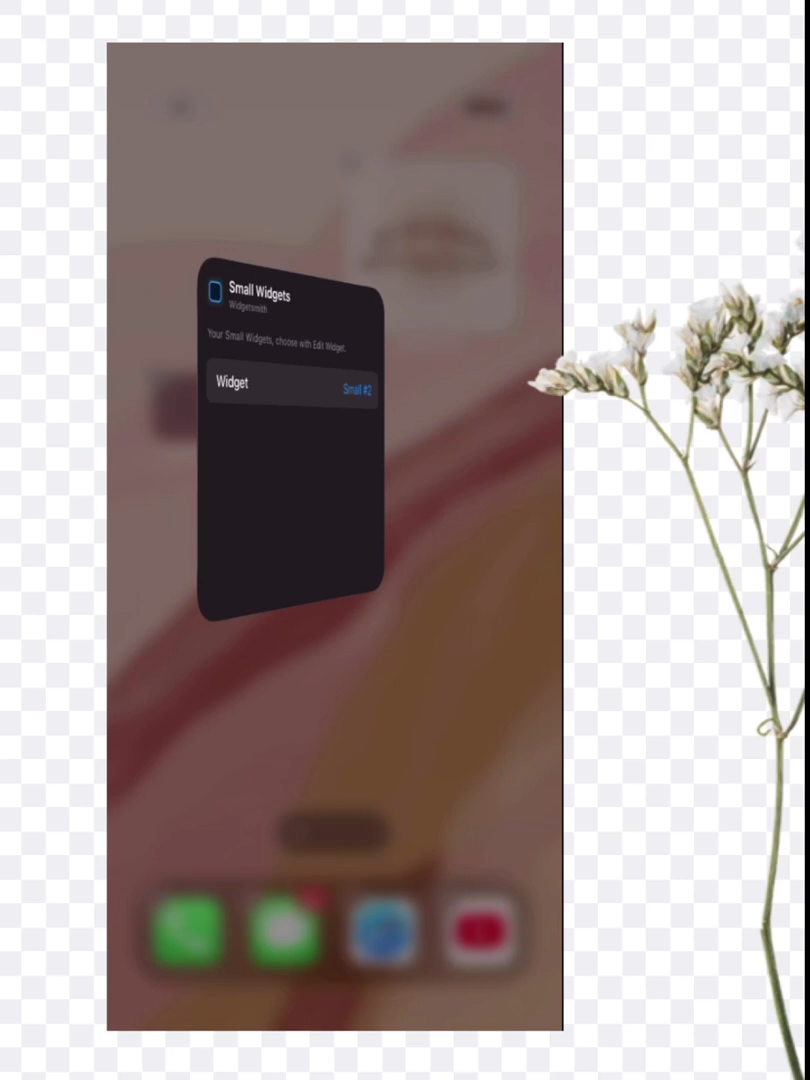 Small Widgets
Widgetsmith
Your Small Widgets, choose with Edit Widget.
Widget
Small #2